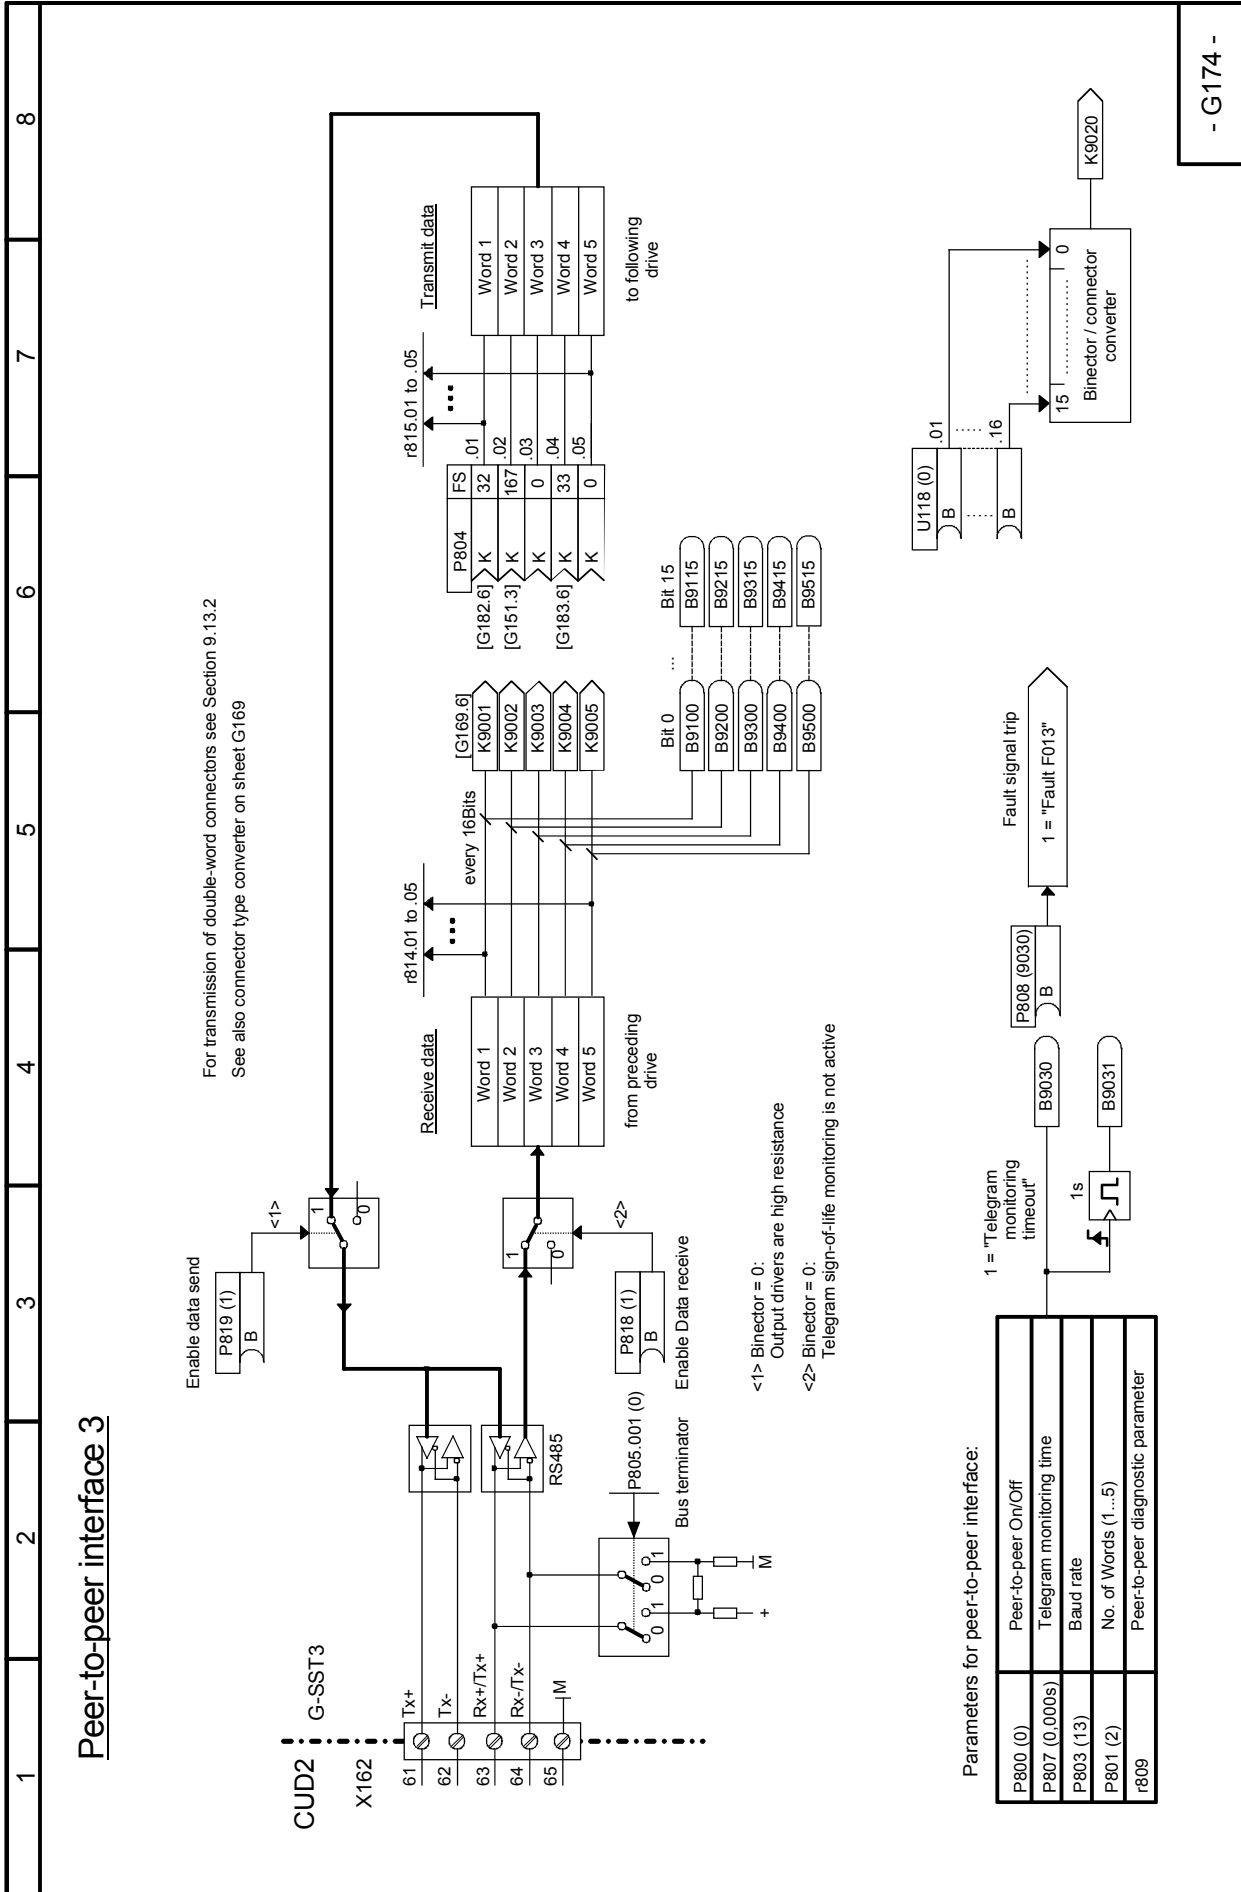 1 2 3 4 5 6 7 8
Peer-to-peer interface 3
For transmission of double-word connectors see Section 9.13.2
See also connector type converter on sheet G169
CUD2
G-SST3
X162
61 Tx+
62 Tx-
63 Rx+/Tx+
64 Rx-/Tx-
65 M
RS485
P805.001 (0)
Bus terminator
0 1 0 1
+ M
Enable data send
P819 (1)
B
<1>
1
0
1
0
<2>
P818 (1)
B
Enable Data receive
<1> Binector = 0:
Output drivers are high resistance
<2> Binector = 0:
Telegram sign-of-life monitoring is not active
Receive data
Word 1
Word 2
Word 3
Word 4
Word 5
from preceding
drive
r814.01 to .05
every 16Bits
[G169.6]
K9001
K9002
K9003
K9004
K9005
Bit 0 ... Bit 15
B9100 B9115
B9200 B9215
B9300 B9315
B9400 B9415
B9500 B9515
P804 FS
[G182.6] K 32 .01
[G151.3] K 167 .02
K 0 .03
[G183.6] K 33 .04
K 0 .05
r815.01 to .05
Transmit data
Word 1
Word 2
Word 3
Word 4
Word 5
to following
drive
Parameters for peer-to-peer interface:
P800 (0) Peer-to-peer On/Off
P807 (0,000s) Telegram monitoring time
P803 (13) Baud rate
P801 (2) No. of Words (1...5)
r809 Peer-to-peer diagnostic parameter
1 = "Telegram
monitoring
timeout"
1s
B9030
B9031
P808 (9030)
B
Fault signal trip
1 = "Fault F013"
U118 (0)
B .01
B .16
15 0
Binector / connector
converter
K9020
- G174 -